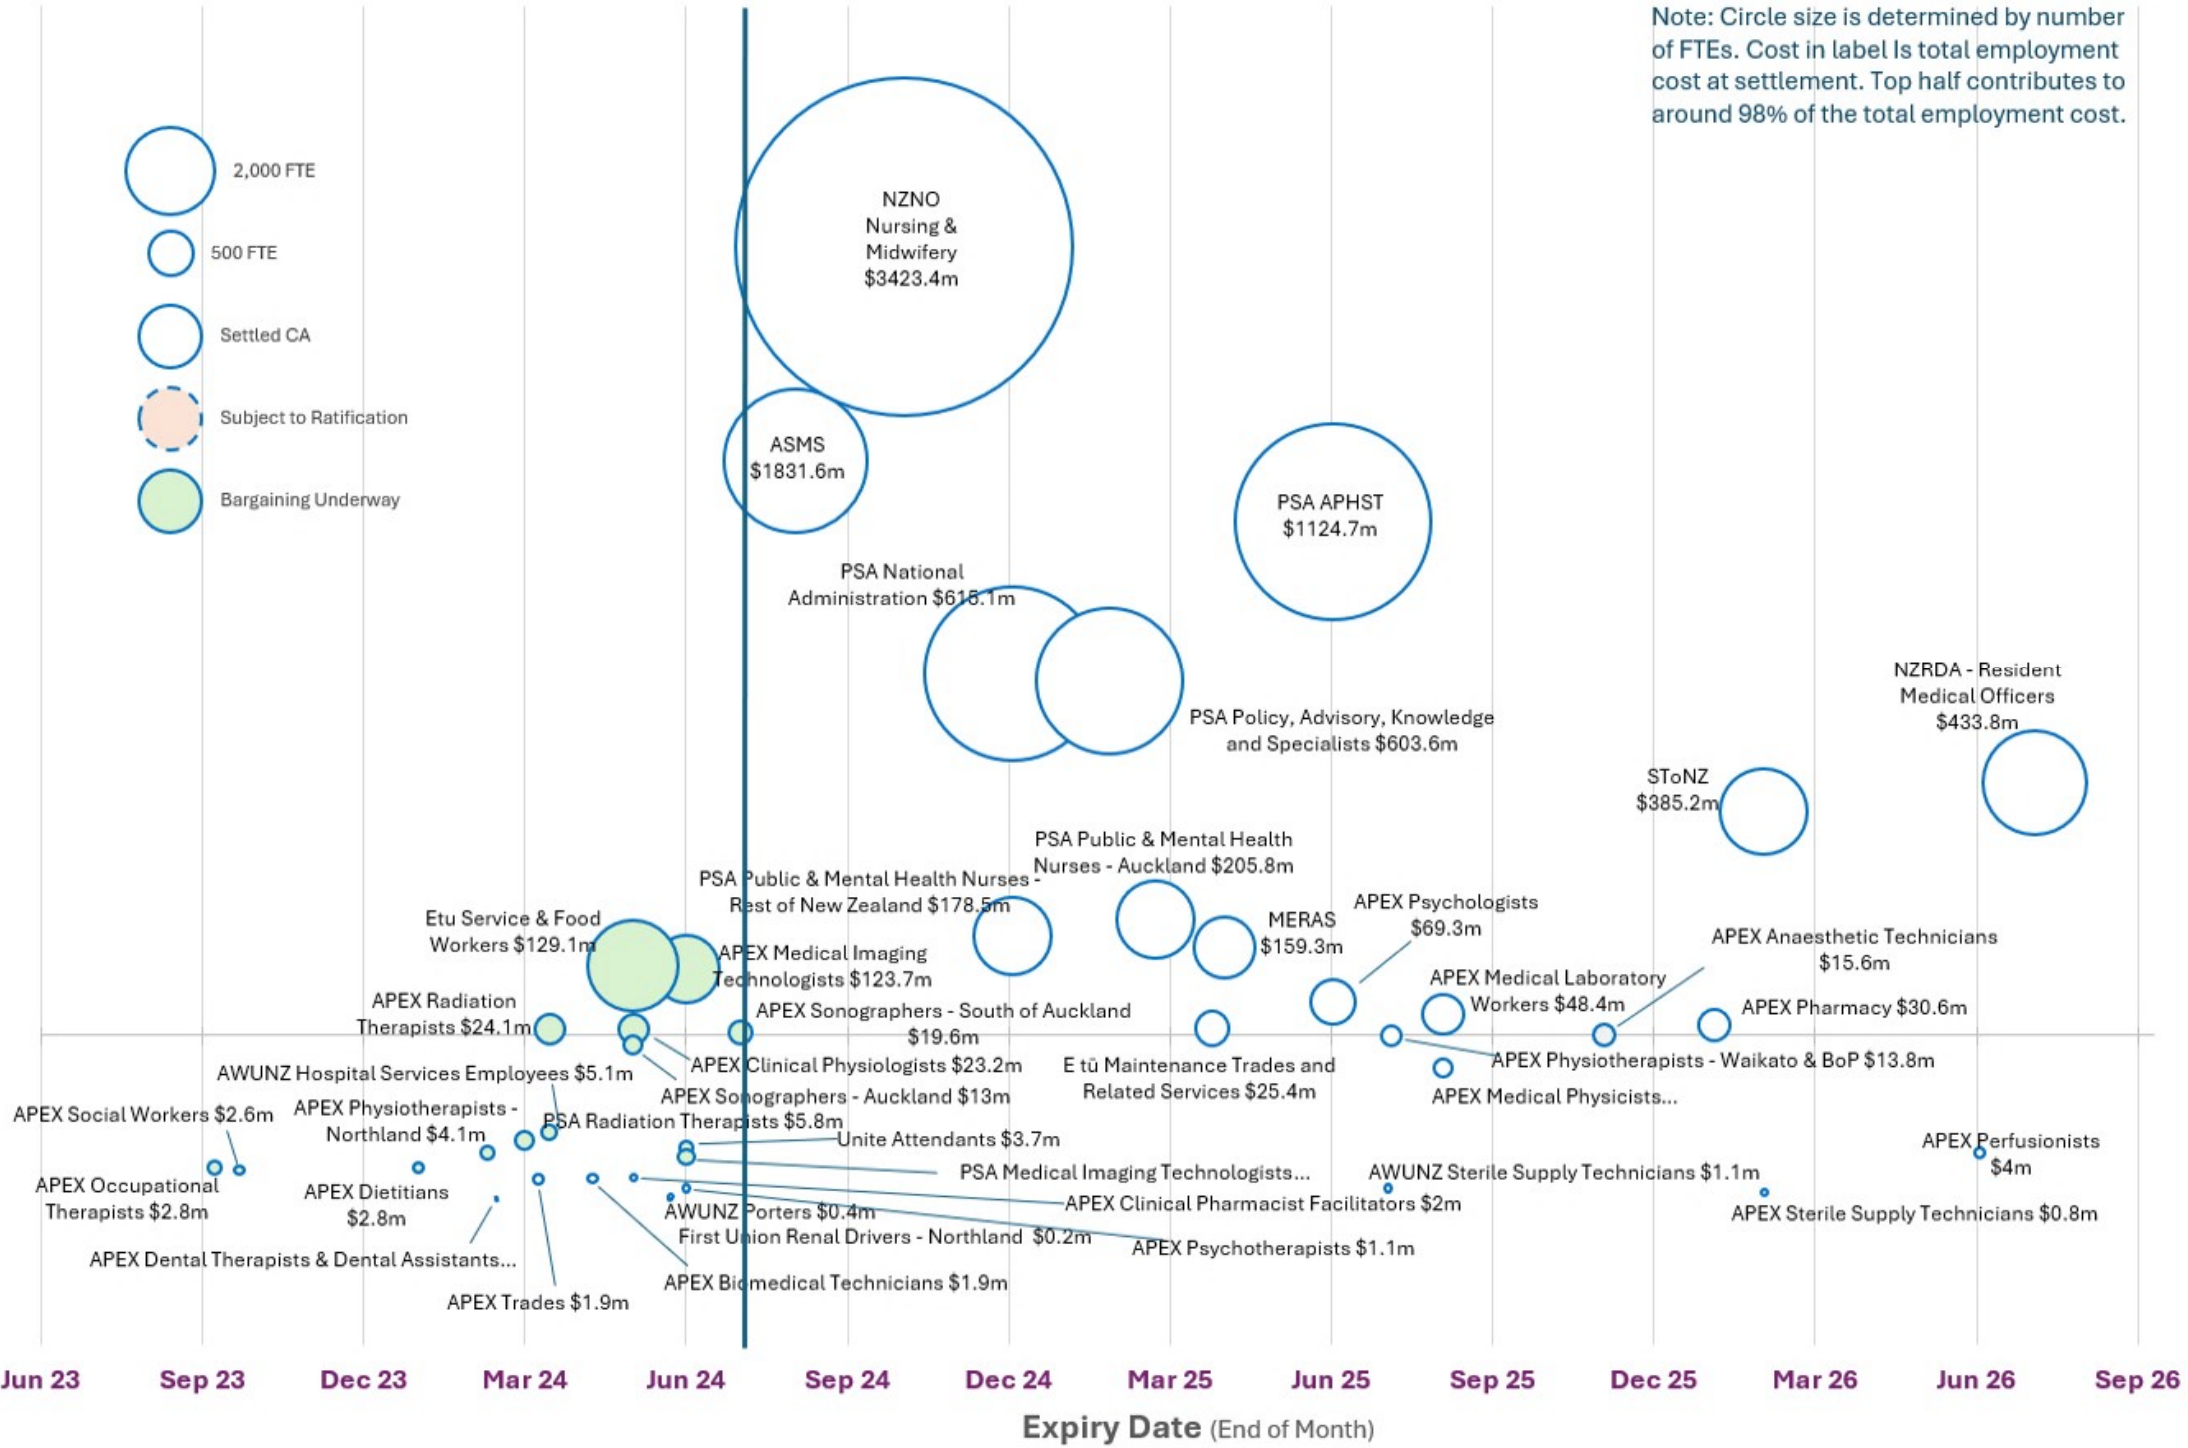 Note: Circle size is determined by number
of FTEs. Cost in label Is total employment
cost at settlement. Top half contributes to
around 98% of the total employment cost.
2,000 FTE
500 FTE
Settled CA
Subject to Ratification
Bargaining Underway
NZNO
Nursing &
Midwifery
$3423.4m
ASMS
$1831.6m
PSA APHST
$1124.7m
PSA National
Administration $615.1m
PSA Policy, Advisory, Knowledge
and Specialists $603.6m
NZRDA - Resident
Medical Officers
$433.8m
SToNZ
$385.2m
PSA Public & Mental Health
Nurses - Auckland $205.8m
PSA Public & Mental Health Nurses -
Rest of New Zealand $178.5m
MERAS
$159.3m
APEX Psychologists
$69.3m
Etu Service & Food
Workers $129.1m
APEX Medical Imaging
Technologists $123.7m
APEX Anaesthetic Technicians
$15.6m
APEX Medical Laboratory
Workers $48.4m
APEX Pharmacy $30.6m
APEX Radiation
Therapists $24.1m
APEX Sonographers - South of Auckland
$19.6m
APEX Clinical Physiologists $23.2m
E tū Maintenance Trades and
Related Services $25.4m
APEX Physiotherapists - Waikato & BoP $13.8m
AWUNZ Hospital Services Employees $5.1m
APEX Sonographers - Auckland $13m
APEX Medical Physicists...
APEX Social Workers $2.6m
APEX Physiotherapists -
Northland $4.1m
PSA Radiation Therapists $5.8m
Unite Attendants $3.7m
APEX Perfusionists
$4m
PSA Medical Imaging Technologists...
AWUNZ Sterile Supply Technicians $1.1m
APEX Occupational
Therapists $2.8m
APEX Dietitians
$2.8m
APEX Clinical Pharmacist Facilitators $2m
AWUNZ Porters $0.4m
APEX Sterile Supply Technicians $0.8m
First Union Renal Drivers - Northland $0.2m
APEX Psychotherapists $1.1m
APEX Dental Therapists & Dental Assistants...
APEX Biomedical Technicians $1.9m
APEX Trades $1.9m
Jun 23 Sep 23 Dec 23 Mar 24 Jun 24 Sep 24 Dec 24 Mar 25 Jun 25 Sep 25 Dec 25 Mar 26 Jun 26 Sep 26
Expiry Date (End of Month)